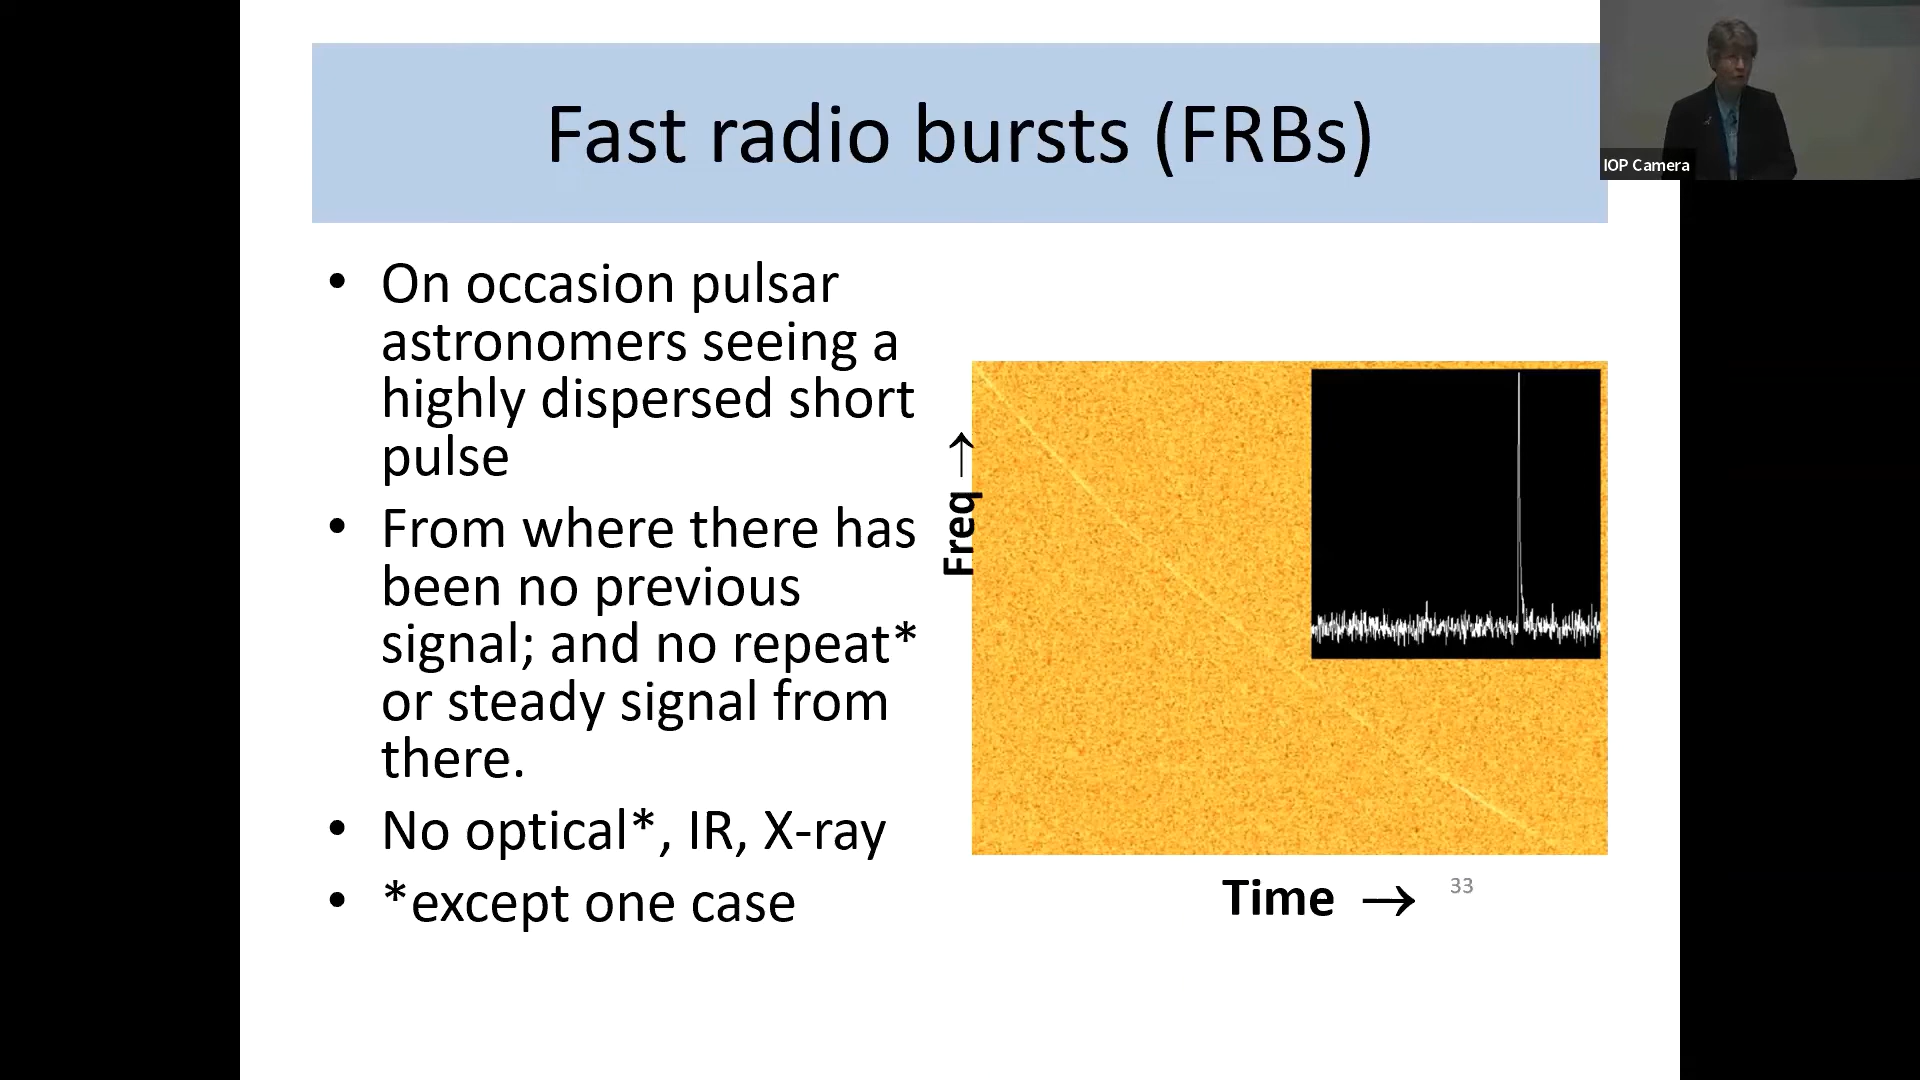 Fast radio bursts (FRBs)
IOP Camera
• On occasion pulsar
astronomers seeing a
highly dispersed short
pulse
• From where there has
been no previous
signal; and no repeat*
or steady signal from
there.
• No optical*, IR, X-ray
• *except one case
Freq →
Time →
33